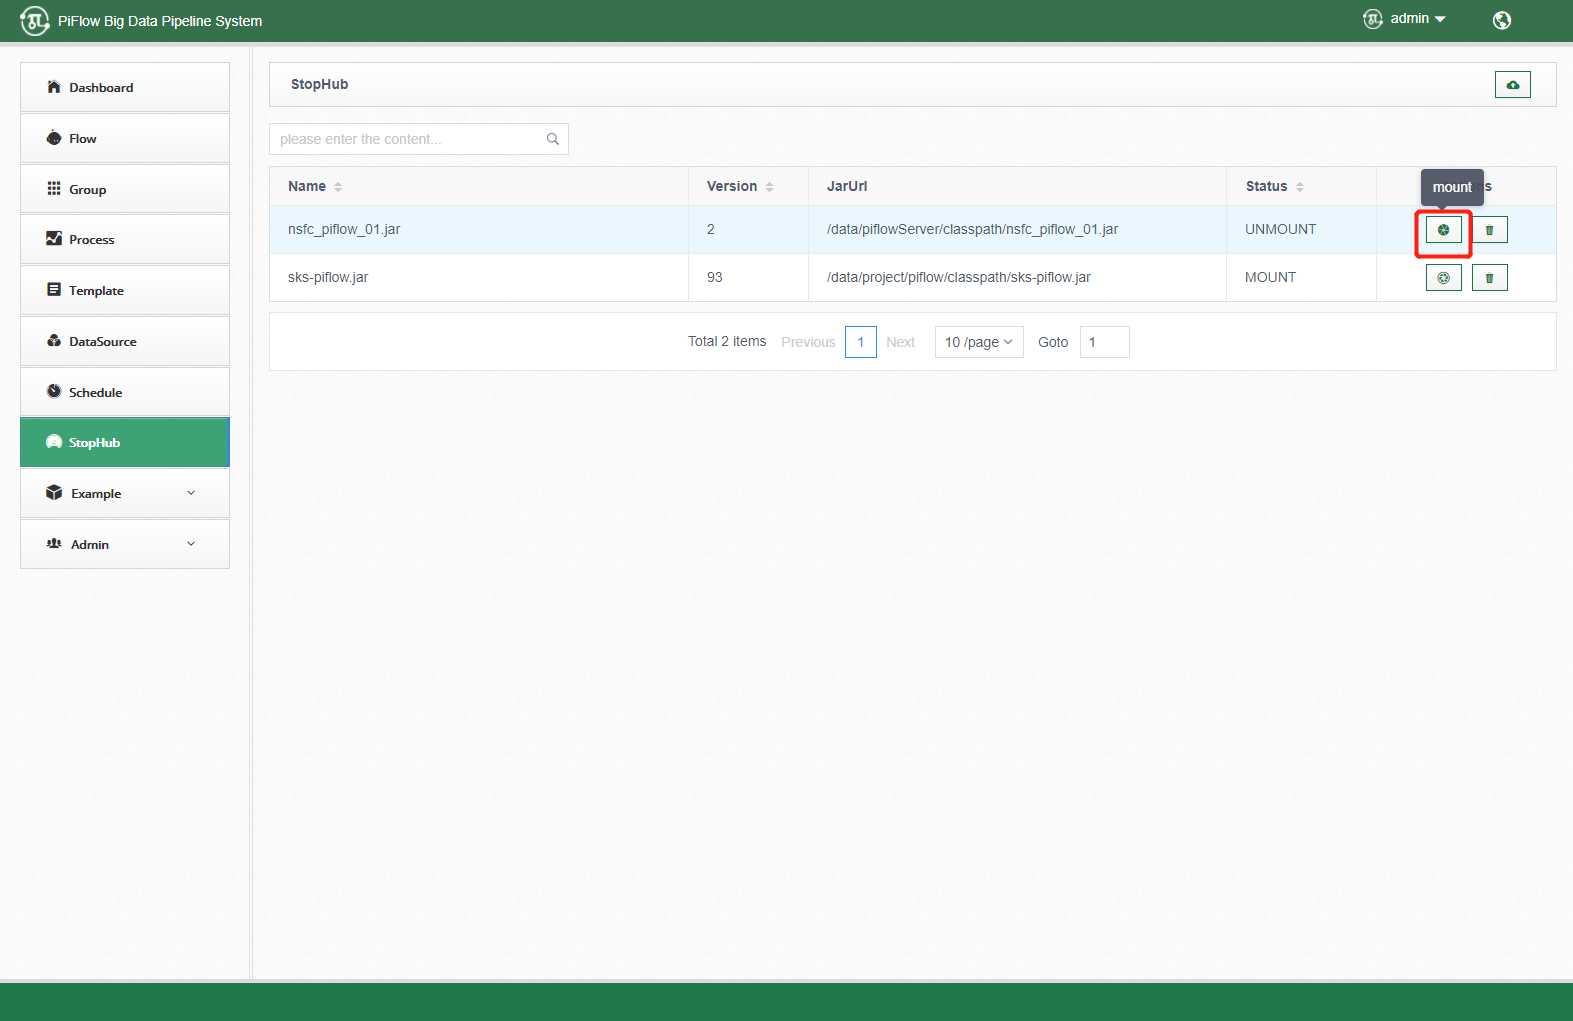 PiFlow Big Data Pipeline System
admin
Dashboard
Flow
Group
Process
Template
DataSource
Schedule
StopHub
Example
Admin
StopHub
please enter the content...
Name Version JarUrl Status
mount
nsfc_piflow_01.jar 2 /data/piflowServer/classpath/nsfc_piflow_01.jar UNMOUNT
sks-piflow.jar 93 /data/project/piflow/classpath/sks-piflow.jar MOUNT
Total 2 items Previous 1 Next 10 /page Goto 1